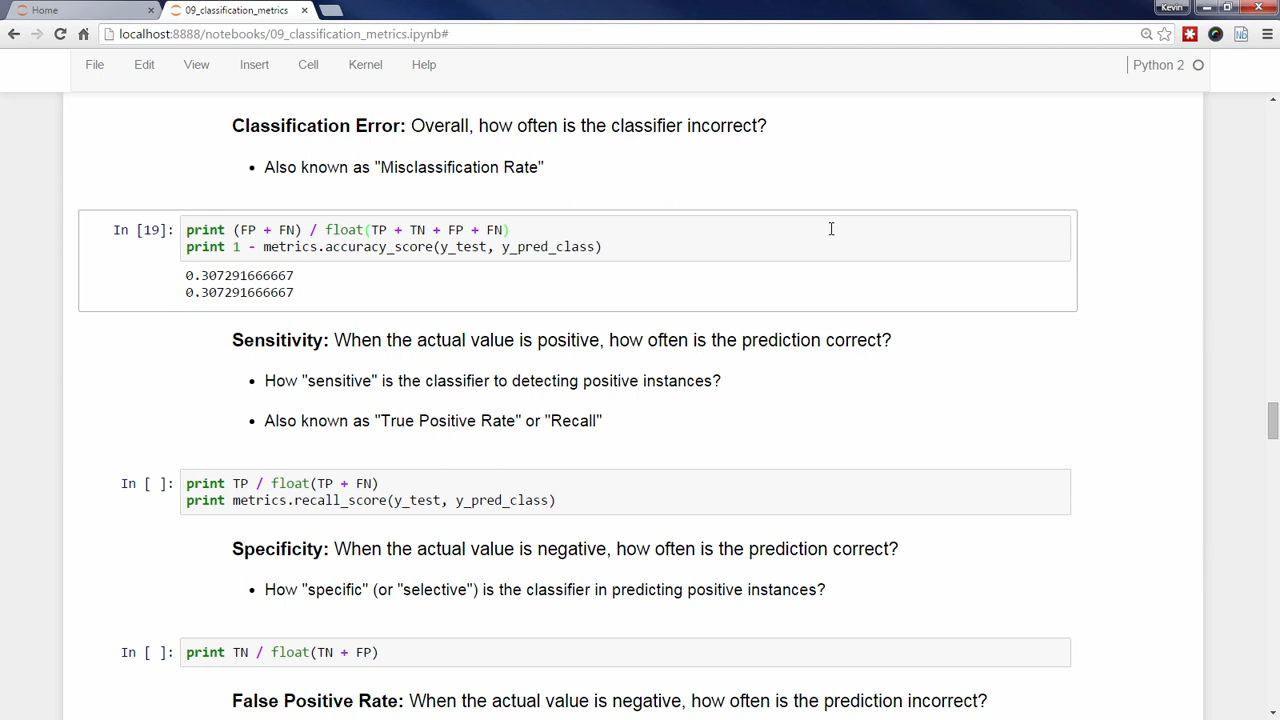 Home
09_classification_metrics
Kevin
localhost:8888/notebooks/09_classification_metrics.ipynb#
File Edit View Insert Cell Kernel Help Python 2
Classification Error: Overall, how often is the classifier incorrect?
• Also known as "Misclassification Rate"
In [19]: print (FP + FN) / float(TP + TN + FP + FN)
print 1 - metrics.accuracy_score(y_test, y_pred_class)
0.307291666667
0.307291666667
Sensitivity: When the actual value is positive, how often is the prediction correct?
• How "sensitive" is the classifier to detecting positive instances?
• Also known as "True Positive Rate" or "Recall"
In [ ]: print TP / float(TP + FN)
print metrics.recall_score(y_test, y_pred_class)
Specificity: When the actual value is negative, how often is the prediction correct?
• How "specific" (or "selective") is the classifier in predicting positive instances?
In [ ]: print TN / float(TN + FP)
False Positive Rate: When the actual value is negative, how often is the prediction incorrect?